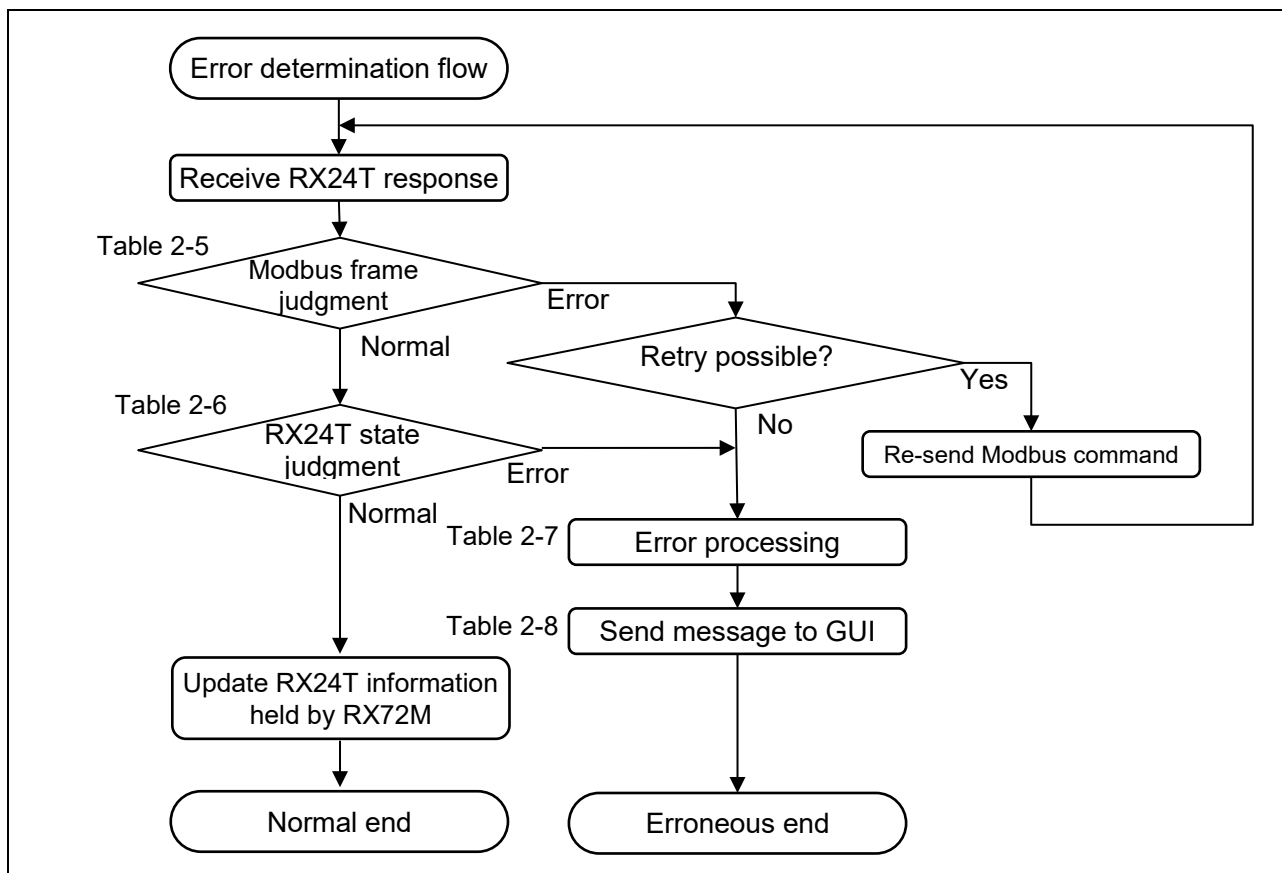 Error determination flow
Receive RX24T response
Table 2-5
Modbus frame
judgment
Error
Normal
Retry possible?
Yes
No
Table 2-6
RX24T state
judgment
Error
Normal
Re-send Modbus command
Table 2-7
Error processing
Table 2-8
Send message to GUI
Update RX24T information
held by RX72M
Normal end
Erroneous end